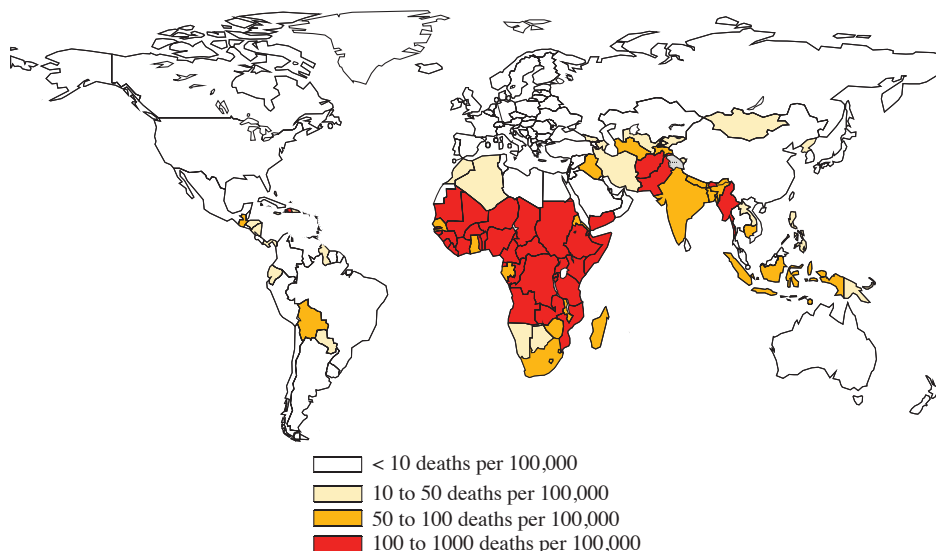 < 10 deaths per 100,000
10 to 50 deaths per 100,000
50 to 100 deaths per 100,000
100 to 1000 deaths per 100,000